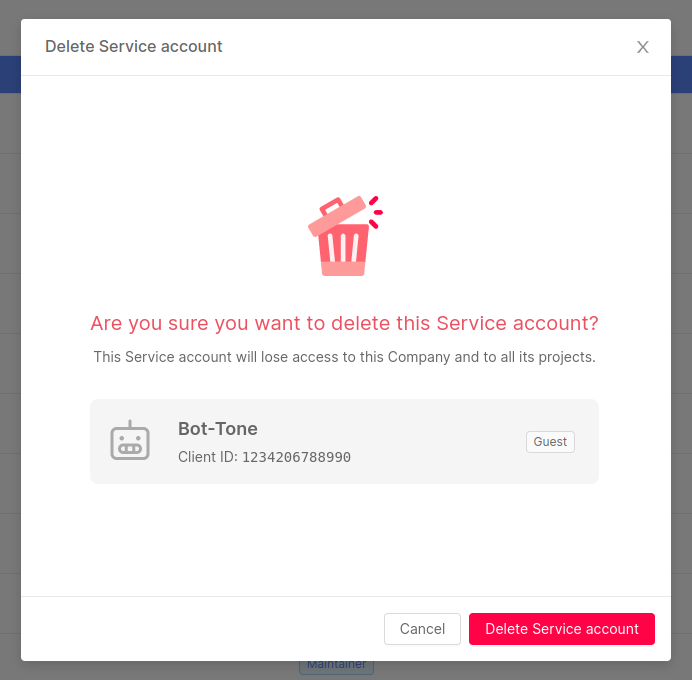 Delete Service account
Are you sure you want to delete this Service account?
This Service account will lose access to this Company and to all its projects.
Bot-Tone
Guest
Client ID: 1234206788990
Cancel
Delete Service account
Maintainer